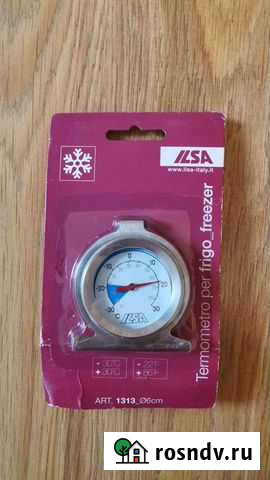 ILSA
www.ilsa-italy.it
Termometro per frigo_freezer
ILSA
ART. 1313_Ø6cm
rosndv.ru